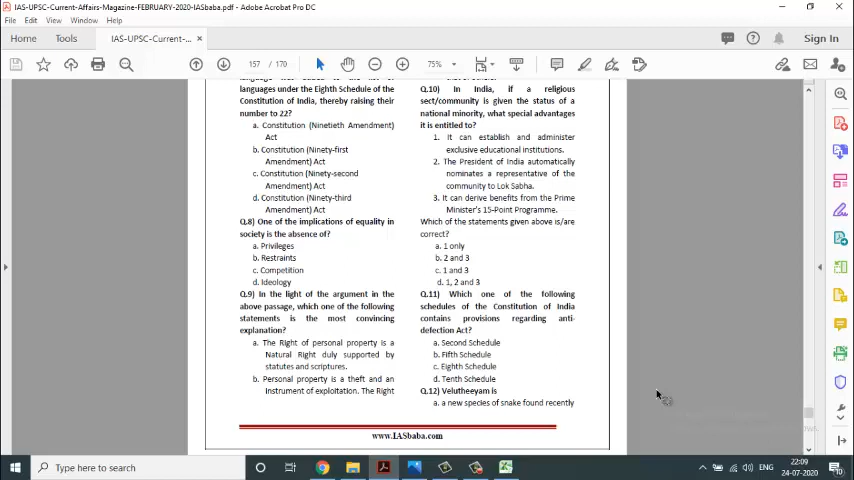 IAS-UPSC-Current-Affairs-Magazine-FEBRUARY-2020-IASbaba.pdf - Adobe Acrobat Pro DC
File Edit View Window Help
Home Tools IAS-UPSC-Current-... × Sign In
157 / 170 75%
language was added to the list of
languages under the Eighth Schedule of the
Constitution of India, thereby raising their
number to 22?
a. Constitution (Ninetieth Amendment)
Act
b. Constitution (Ninety-first
Amendment) Act
c. Constitution (Ninety-second
Amendment) Act
d. Constitution (Ninety-third
Amendment) Act
Q.8) One of the implications of equality in
society is the absence of?
a. Privileges
b. Restraints
c. Competition
d. Ideology
Q.9) In the light of the argument in the
above passage, which one of the following
statements is the most convincing
explanation?
a. The Right of personal property is a
Natural Right duly supported by
statutes and scriptures.
b. Personal property is a theft and an
Instrument of exploitation. The Right
Q.10) In India, if a religious
sect/community is given the status of a
national minority, what special advantages
it is entitled to?
1. It can establish and administer
exclusive educational institutions.
2. The President of India automatically
nominates a representative of the
community to Lok Sabha.
3. It can derive benefits from the Prime
Minister's 15-Point Programme.
Which of the statements given above is/are
correct?
a. 1 only
b. 2 and 3
c. 1 and 3
d. 1, 2 and 3
Q.11) Which one of the following
schedules of the Constitution of India
contains provisions regarding anti-
defection Act?
a. Second Schedule
b. Fifth Schedule
c. Eighth Schedule
d. Tenth Schedule
Q.12) Velutheeyam is
a. a new species of snake found recently
www.IASbaba.com
Type here to search
ENG
22:09
24-07-2020